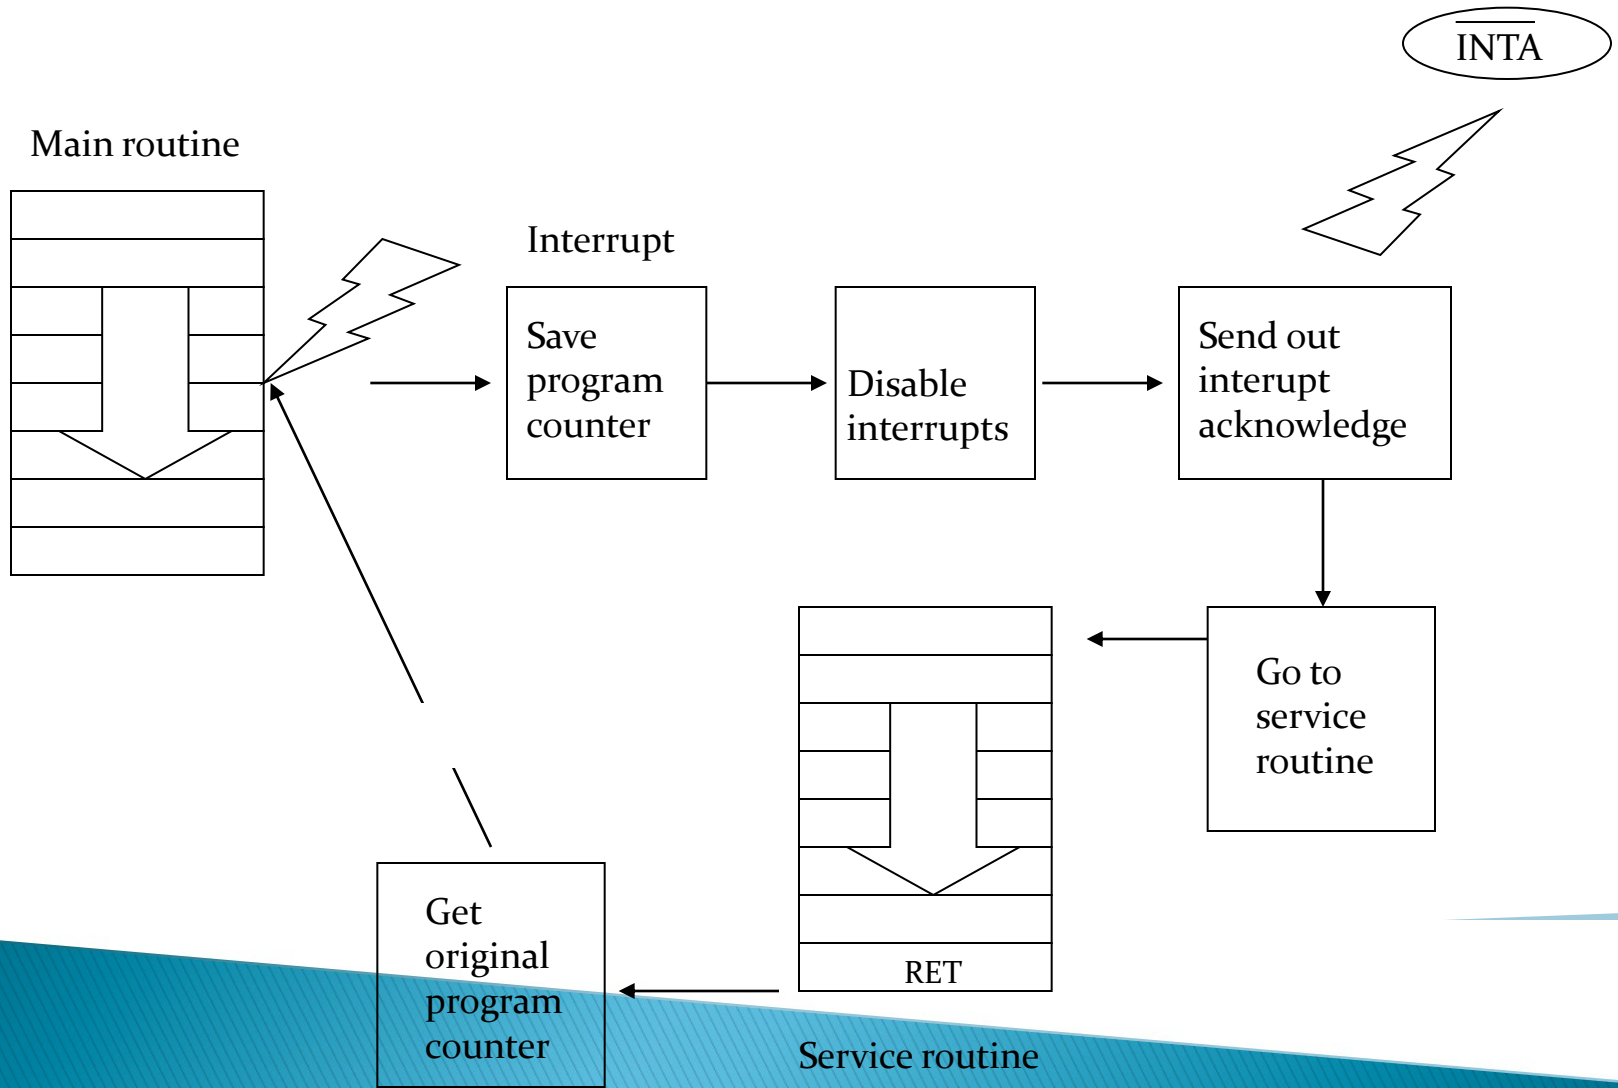 INTA
Main routine
Interrupt
Save
program
counter
Disable
interrupts
Send out
interupt
acknowledge
Go to
service
routine
RET
Get
original
program
counter
Service routine